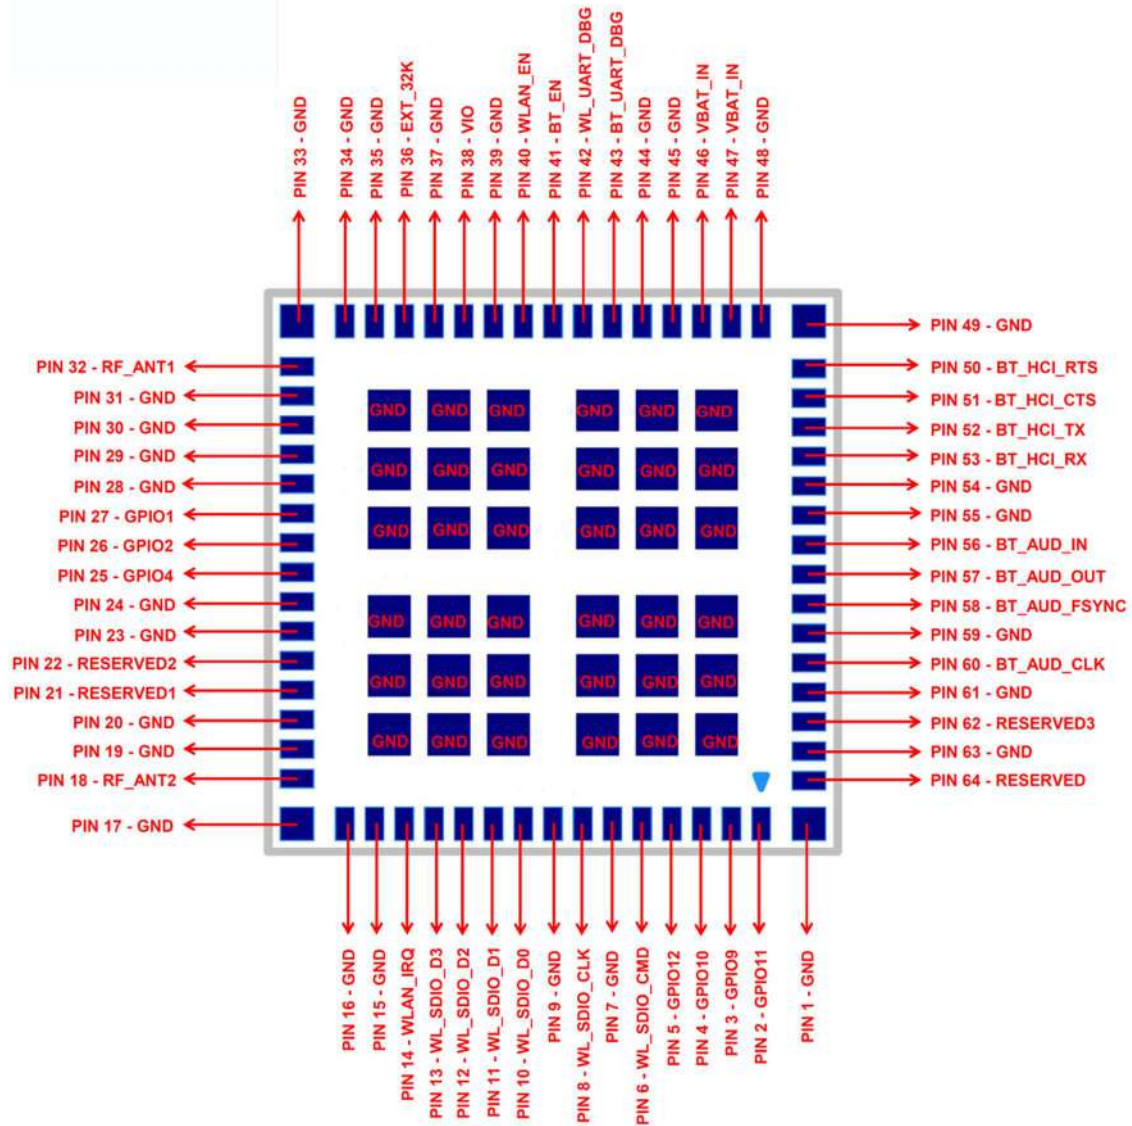 PIN 33 - GND
PIN 34 - GND
PIN 35 - GND
PIN 36 - EXT_32K
PIN 37 - GND
PIN 38 - VIO
PIN 39 - GND
PIN 40 - WLAN_EN
PIN 41 - BT_EN
PIN 42 - WL_UART_DBG
PIN 43 - BT_UART_DBG
PIN 44 - GND
PIN 45 - GND
PIN 46 - VBAT_IN
PIN 47 - VBAT_IN
PIN 48 - GND
PIN 32 - RF_ANT1
PIN 31 - GND
PIN 30 - GND
PIN 29 - GND
PIN 28 - GND
PIN 27 - GPIO1
PIN 26 - GPIO2
PIN 25 - GPIO4
PIN 24 - GND
PIN 23 - GND
PIN 22 - RESERVED2
PIN 21 - RESERVED1
PIN 20 - GND
PIN 19 - GND
PIN 18 - RF_ANT2
PIN 17 - GND
GND GND GND GND GND GND
GND GND GND GND GND GND
GND GND GND GND GND GND
GND GND GND GND GND GND
GND GND GND GND GND GND
GND GND GND GND GND GND
PIN 49 - GND
PIN 50 - BT_HCI_RTS
PIN 51 - BT_HCI_CTS
PIN 52 - BT_HCI_TX
PIN 53 - BT_HCI_RX
PIN 54 - GND
PIN 55 - GND
PIN 56 - BT_AUD_IN
PIN 57 - BT_AUD_OUT
PIN 58 - BT_AUD_FSYNC
PIN 59 - GND
PIN 60 - BT_AUD_CLK
PIN 61 - GND
PIN 62 - RESERVED3
PIN 63 - GND
PIN 64 - RESERVED
PIN 16 - GND
PIN 15 - GND
PIN 14 - WLAN_IRQ
PIN 13 - WL_SDIO_D3
PIN 12 - WL_SDIO_D2
PIN 11 - WL_SDIO_D1
PIN 10 - WL_SDIO_D0
PIN 9 - GND
PIN 8 - WL_SDIO_CLK
PIN 7 - GND
PIN 6 - WL_SDIO_CMD
PIN 5 - GPIO12
PIN 4 - GPIO10
PIN 3 - GPIO9
PIN 2 - GPIO11
PIN 1 - GND